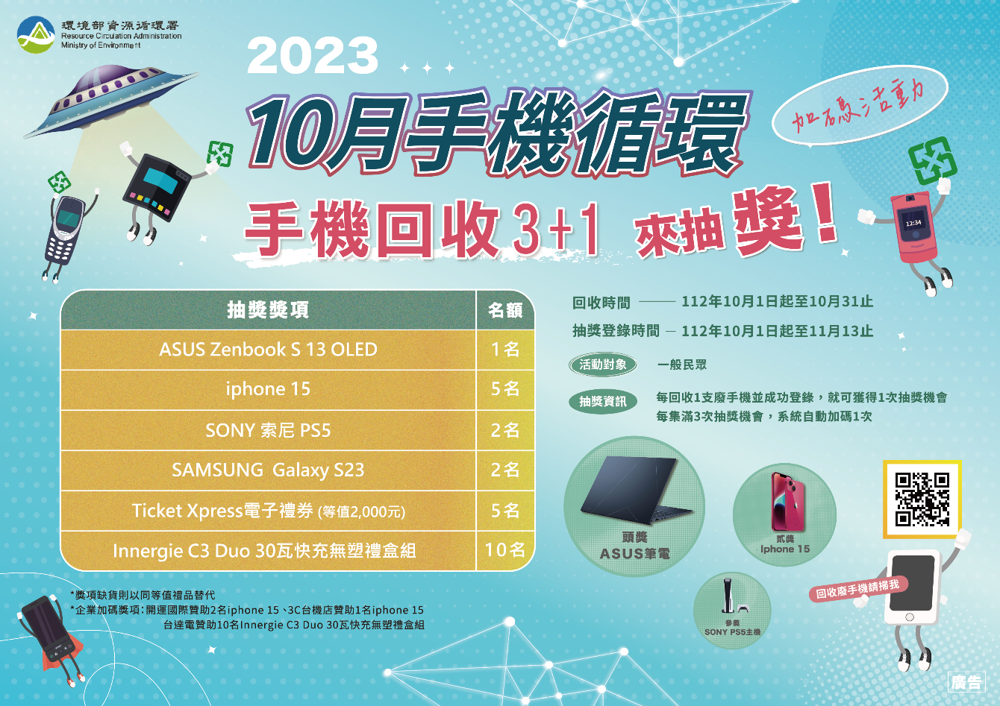 環境部資源循環署
Resource Circulation Administration
Ministry of Environment
2023
10月手機循環
加碼活動
手機回收3+1 來抽獎!
12:34
抽獎獎項 名額
ASUS Zenbook S 13 OLED 1名
iphone 15 5名
SONY 索尼 PS5 2名
SAMSUNG Galaxy S23 2名
Ticket Xpress電子禮券 (等值2,000元) 5名
Innergie C3 Duo 30瓦快充無塑禮盒組 10名
*獎項缺貨則以同等值禮品替代
*企業加碼獎項:開運國際贊助2名iphone 15、3C台機店贊助1名iphone 15
台達電贊助10名Innergie C3 Duo 30瓦快充無塑禮盒組
回收時間 —— 112年10月1日起至10月31止
抽獎登錄時間 — 112年10月1日起至11月13止
活動對象 一般民眾
抽獎資訊 每回收1支廢手機並成功登錄，就可獲得1次抽獎機會
每集滿3次抽獎機會，系統自動加碼1次
頭獎
ASUS筆電
貳獎
Iphone 15
參獎
SONY PS5主機
回收廢手機請掃我
廣告